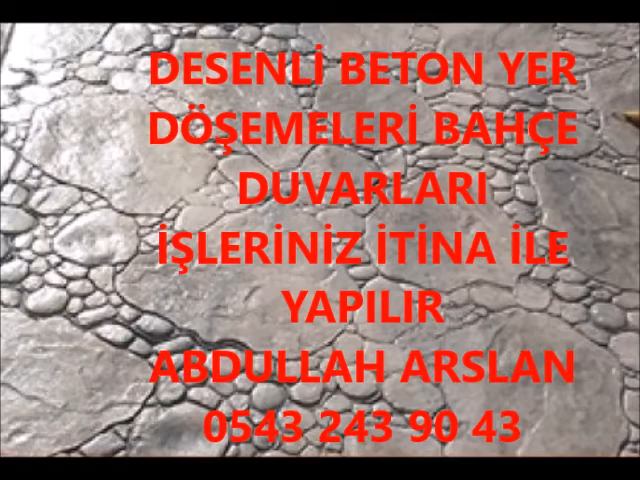 DESENLİ BETON YER
DÖŞEMELERİ BAHÇE
DUVARLARI
İŞLERİNİZ İTİNA İLE
YAPILIR
ABDULLAH ARSLAN
0543 243 90 43